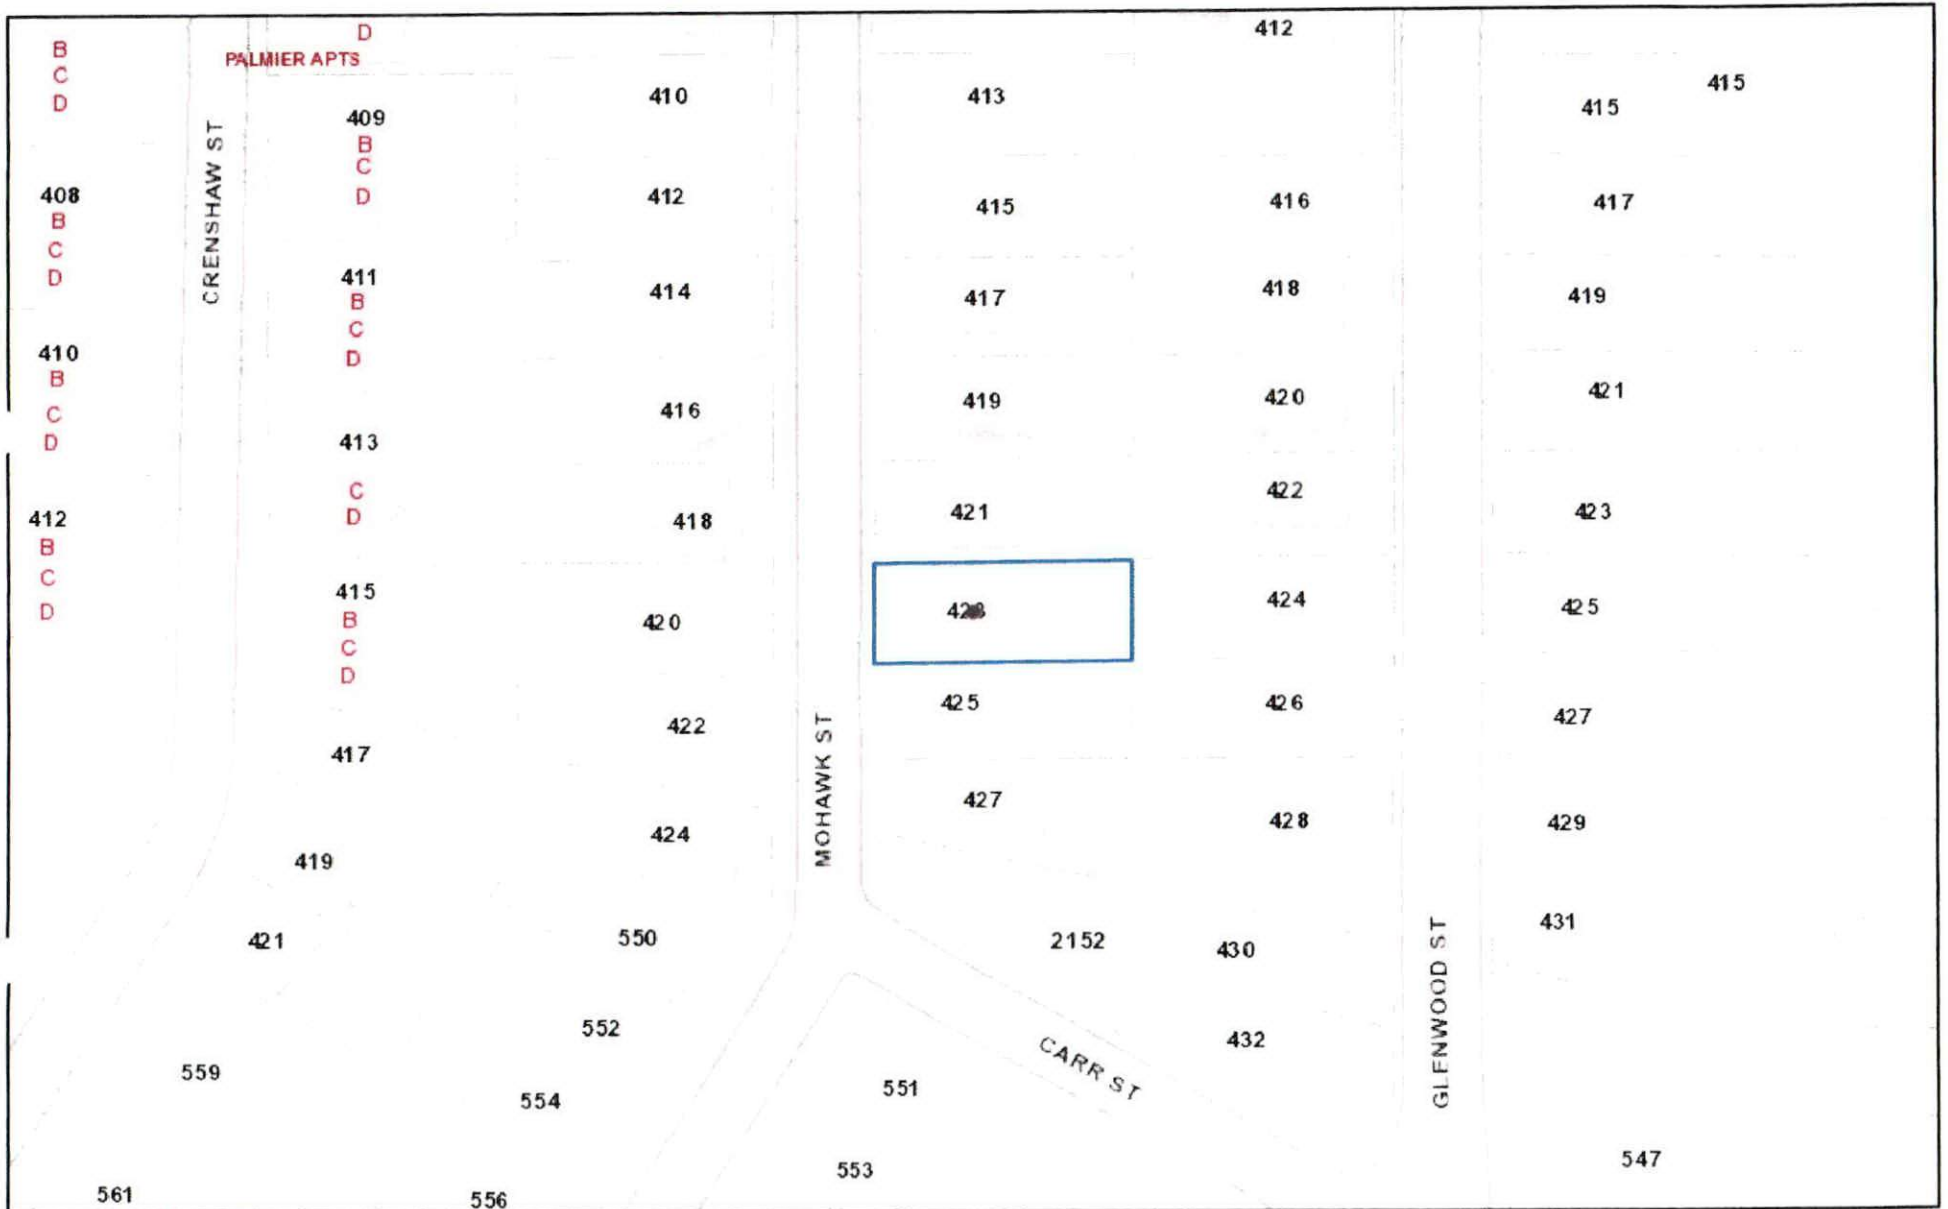 B
C
D
408
B
C
D
410
B
C
D
412
B
C
D
CRENSHAW ST
D
PALMIER APTS
409
B
C
D
411
B
C
D
413
C
D
415
B
C
D
417
419
421
559
561
410
412
414
416
418
420
422
424
550
552
554
556
MOHAWK ST
413
415
417
419
421
423
425
427
2152
551
553
CARR ST
412
416
418
420
422
424
426
428
430
432
GLENWOOD ST
415
415
417
419
421
423
425
427
429
431
547